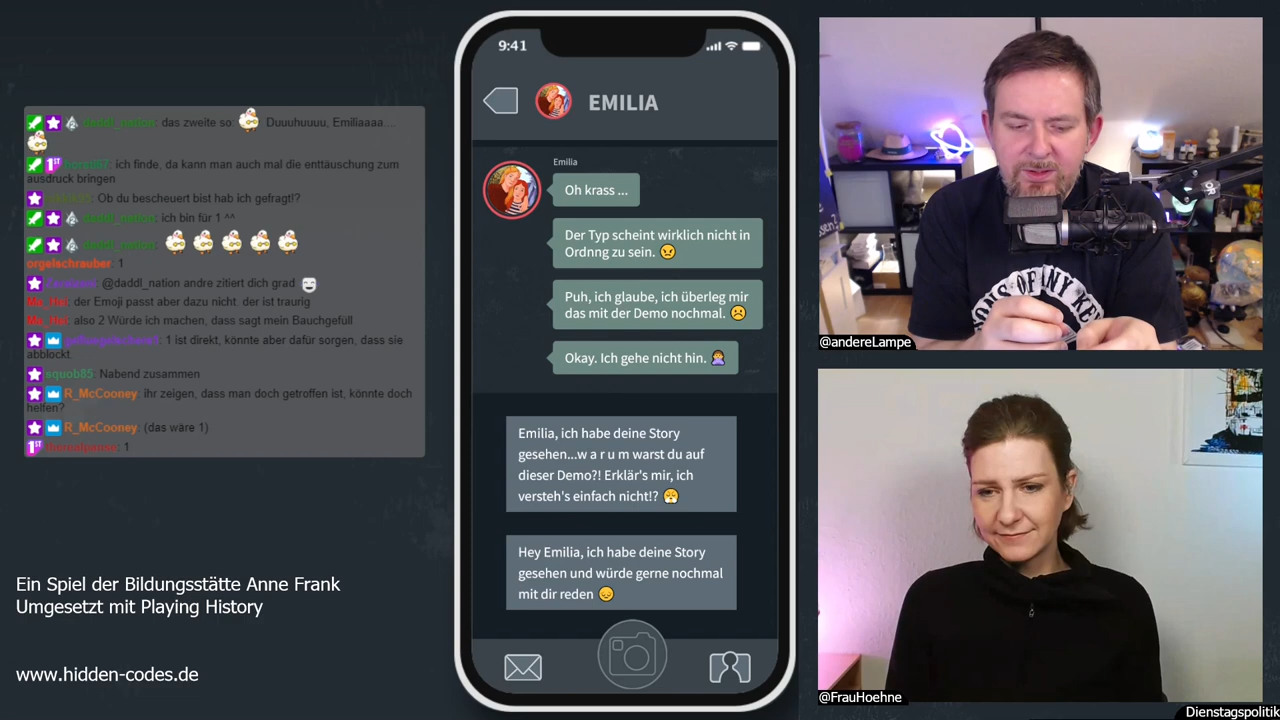 daddl_nation: das zweite so: Duuuhuuuu, Emiliaaaa....
ich finde, da kann man auch mal die enttäuschung zum
ausdruck bringen
Ob du bescheuert bist hab ich gefragt!?
daddl_nation: ich bin für 1 ^^
daddl_nation:
orgelschrauber: 1
@daddl_nation andre zitiert dich grad
der Emoji passt aber dazu nicht. der ist traurig
also 2 Würde ich machen, dass sagt mein Bauchgefüll
1 ist direkt, könnte aber dafür sorgen, dass sie
abblockt
squob85: Nabend zusammen
R_McCooney: ihr zeigen, dass man doch getroffen ist, könnte doch
helfen?
R_McCooney: (das wäre 1)
: 1
Ein Spiel der Bildungsstätte Anne Frank
Umgesetzt mit Playing History
www.hidden-codes.de
9:41
EMILIA
Emilia
Oh krass ...
Der Typ scheint wirklich nicht in
Ordnng zu sein. 😠
Puh, ich glaube, ich überleg mir
das mit der Demo nochmal. ☹️
Okay. Ich gehe nicht hin. 🙅
Emilia, ich habe deine Story
gesehen...w a r u m warst du auf
dieser Demo?! Erklär's mir, ich
versteh's einfach nicht!? 😤
Hey Emilia, ich habe deine Story
gesehen und würde gerne nochmal
mit dir reden 😞
SONS OF ANY KEY
@andereLampe
@FrauHoehne
Dienstagspolitik